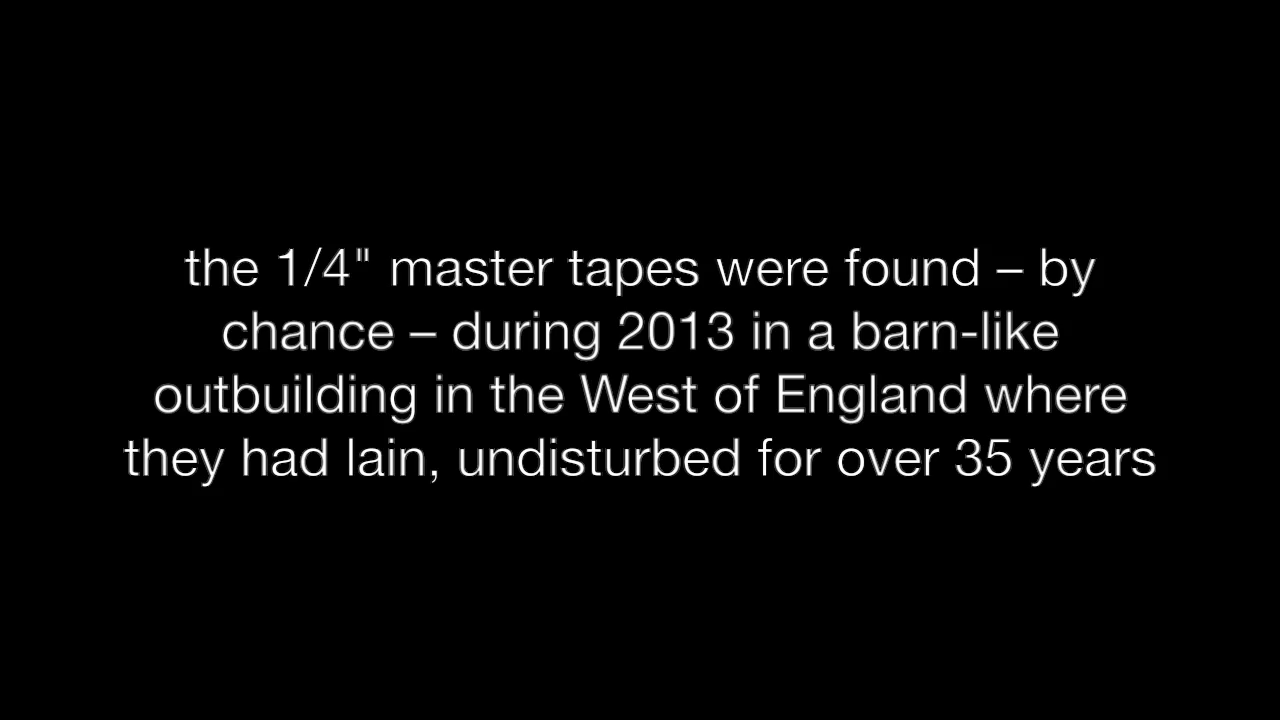 the 1/4" master tapes were found – by
chance – during 2013 in a barn-like
outbuilding in the West of England where
they had lain, undisturbed for over 35 years